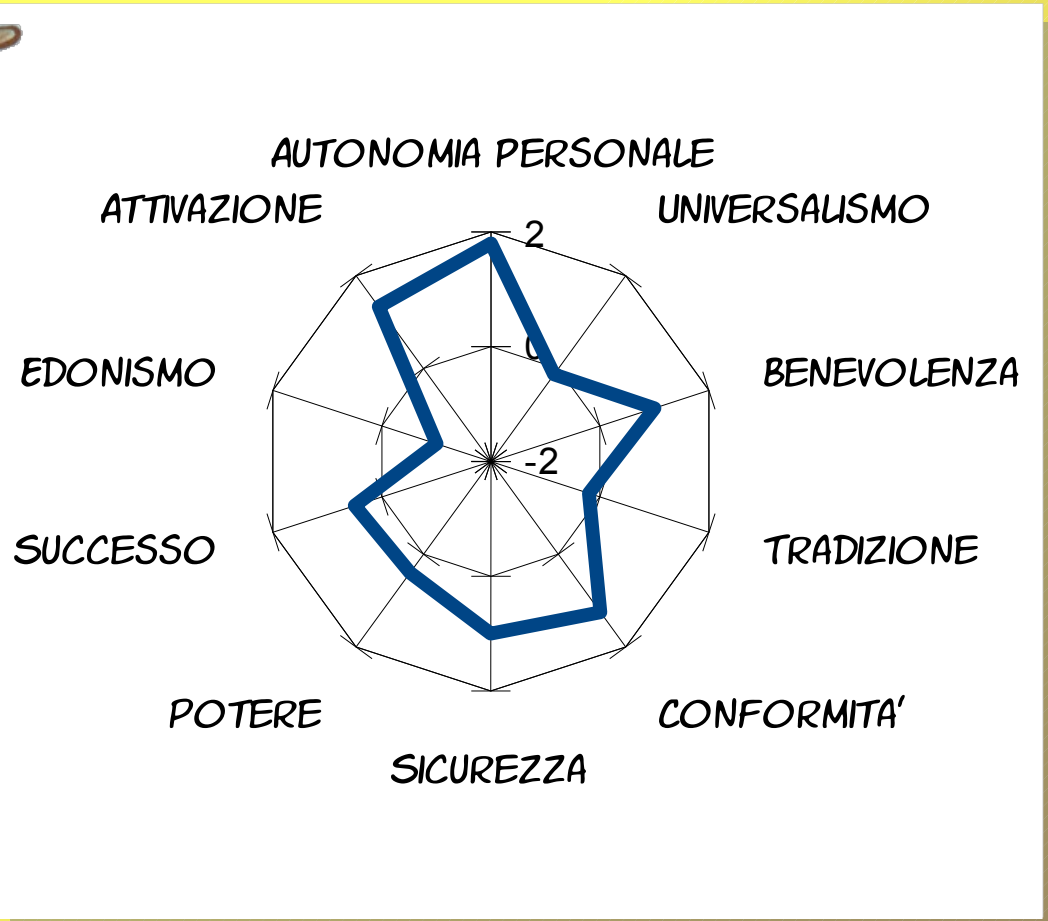 AUTONOMIA PERSONALE
ATTIVAZIONE
UNIVERSALISMO
2
EDONISMO
0
BENEVOLENZA
-2
SUCCESSO
TRADIZIONE
POTERE
CONFORMITA'
SICUREZZA